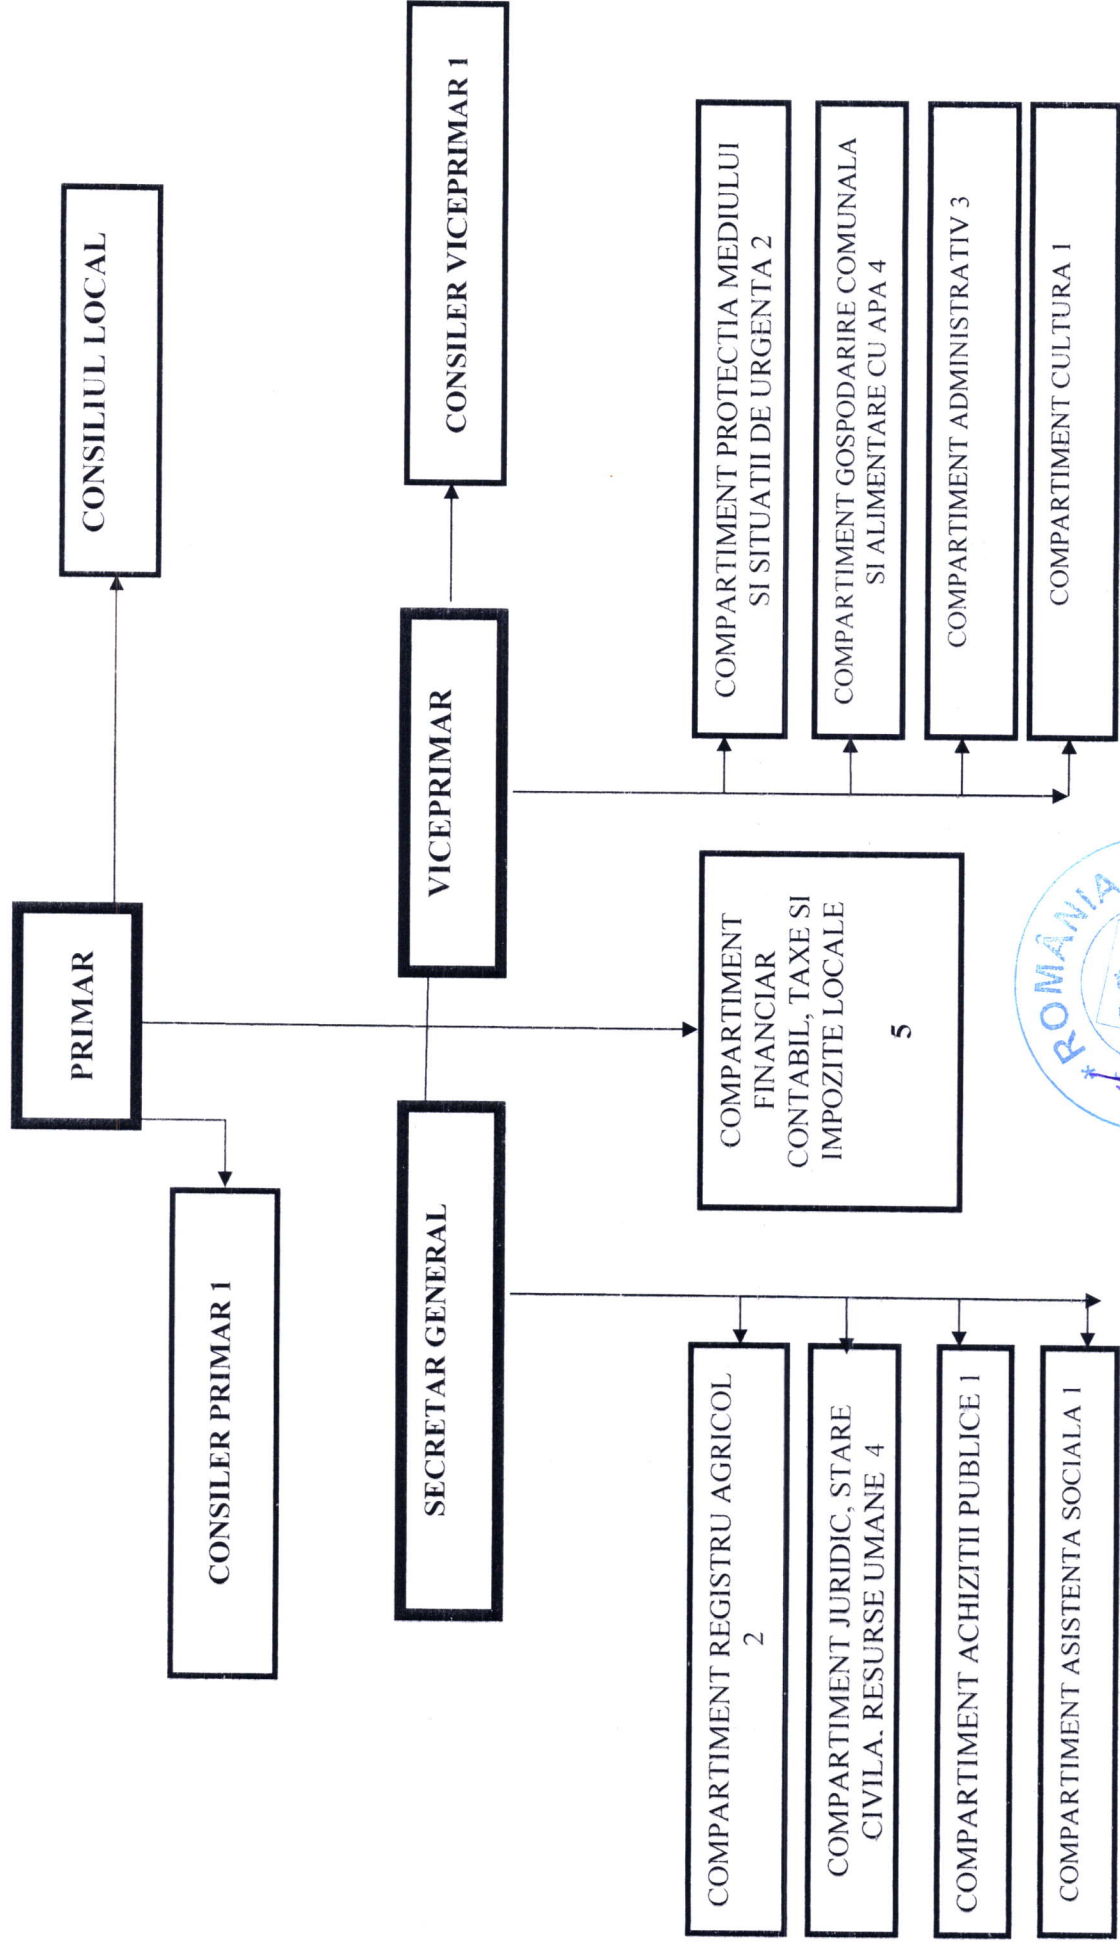 PRIMAR
CONSILIUL LOCAL
CONSILER PRIMAR 1
SECRETAR GENERAL
VICEPRIMAR
CONSILER VICEPRIMAR 1
COMPARTIMENT REGISTRU AGRICOL
2
COMPARTIMENT JURIDIC, STARE
CIVILA. RESURSE UMANE 4
COMPARTIMENT ACHIZITII PUBLICE 1
COMPARTIMENT ASISTENTA SOCIALA 1
COMPARTIMENT
FINANCIAR
CONTABIL, TAXE SI
IMPOZITE LOCALE
5
COMPARTIMENT PROTECTIA MEDIULUI
SI SITUATII DE URGENTA 2
COMPARTIMENT GOSPODARIRE COMUNALA
SI ALIMENTARE CU APA 4
COMPARTIMENT ADMINISTRATIV 3
COMPARTIMENT CULTURA 1
* ROMÂNIA